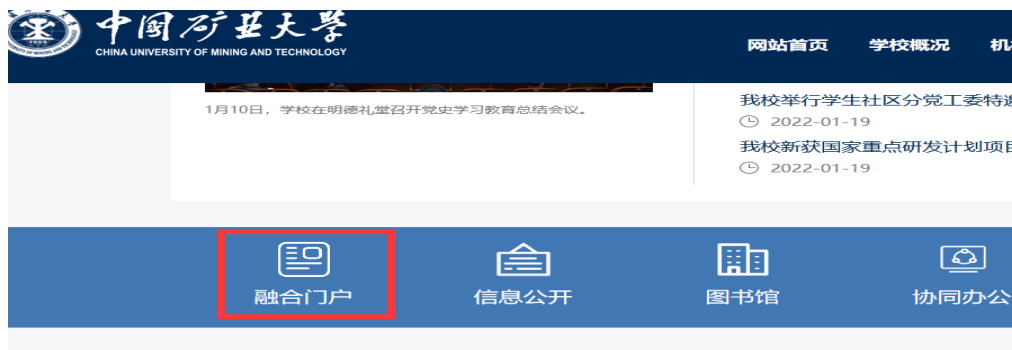 中国矿业大学
CHINA UNIVERSITY OF MINING AND TECHNOLOGY
网站首页 学校概况 机
1月10日，学校在明德礼堂召开党史学习教育总结会议。
我校举行学生社区分党工委特邀
2022-01-19
我校新获国家重点研发计划项目
2022-01-19
融合门户 信息公开 图书馆 协同办公